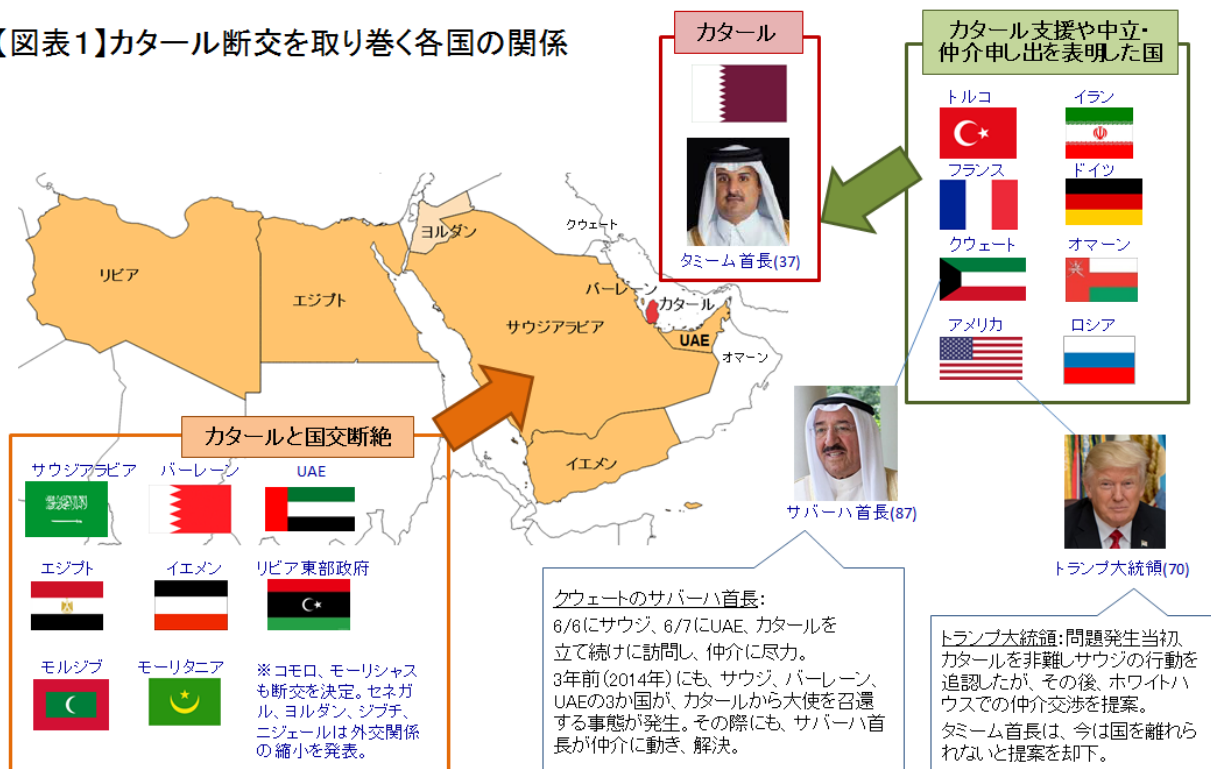 【図表1】カタール断交を取り巻く各国の関係
カタール
タミーム首長(37)
カタール支援や中立・
仲介申し出を表明した国
トルコ
イラン
フランス
ドイツ
クウェート
オマーン
アメリカ
ロシア
リビア
エジプト
ヨルダン
クウェート
バーレーン
カタール
サウジアラビア
UAE
オマーン
イエメン
カタールと国交断絶
サウジアラビア
バーレーン
UAE
エジプト
イエメン
リビア東部政府
モルジブ
モーリタニア
※コモロ、モーリシャス
も断交を決定。セネガ
ル、ヨルダン、ジブチ、
ニジェールは外交関係
の縮小を発表。
サバーハ首長(87)
クウェートのサバーハ首長:
6/6にサウジ、6/7にUAE、カタールを
立て続けに訪問し、仲介に尽力。
3年前(2014年)にも、サウジ、バーレーン、
UAEの3か国が、カタールから大使を召還
する事態が発生。その際にも、サバーハ首
長が仲介に動き、解決。
トランプ大統領(70)
トランプ大統領:問題発生当初、
カタールを非難しサウジの行動を
追認したが、その後、ホワイトハ
ウスでの仲介交渉を提案。
タミーム首長は、今は国を離れら
れないと提案を却下。